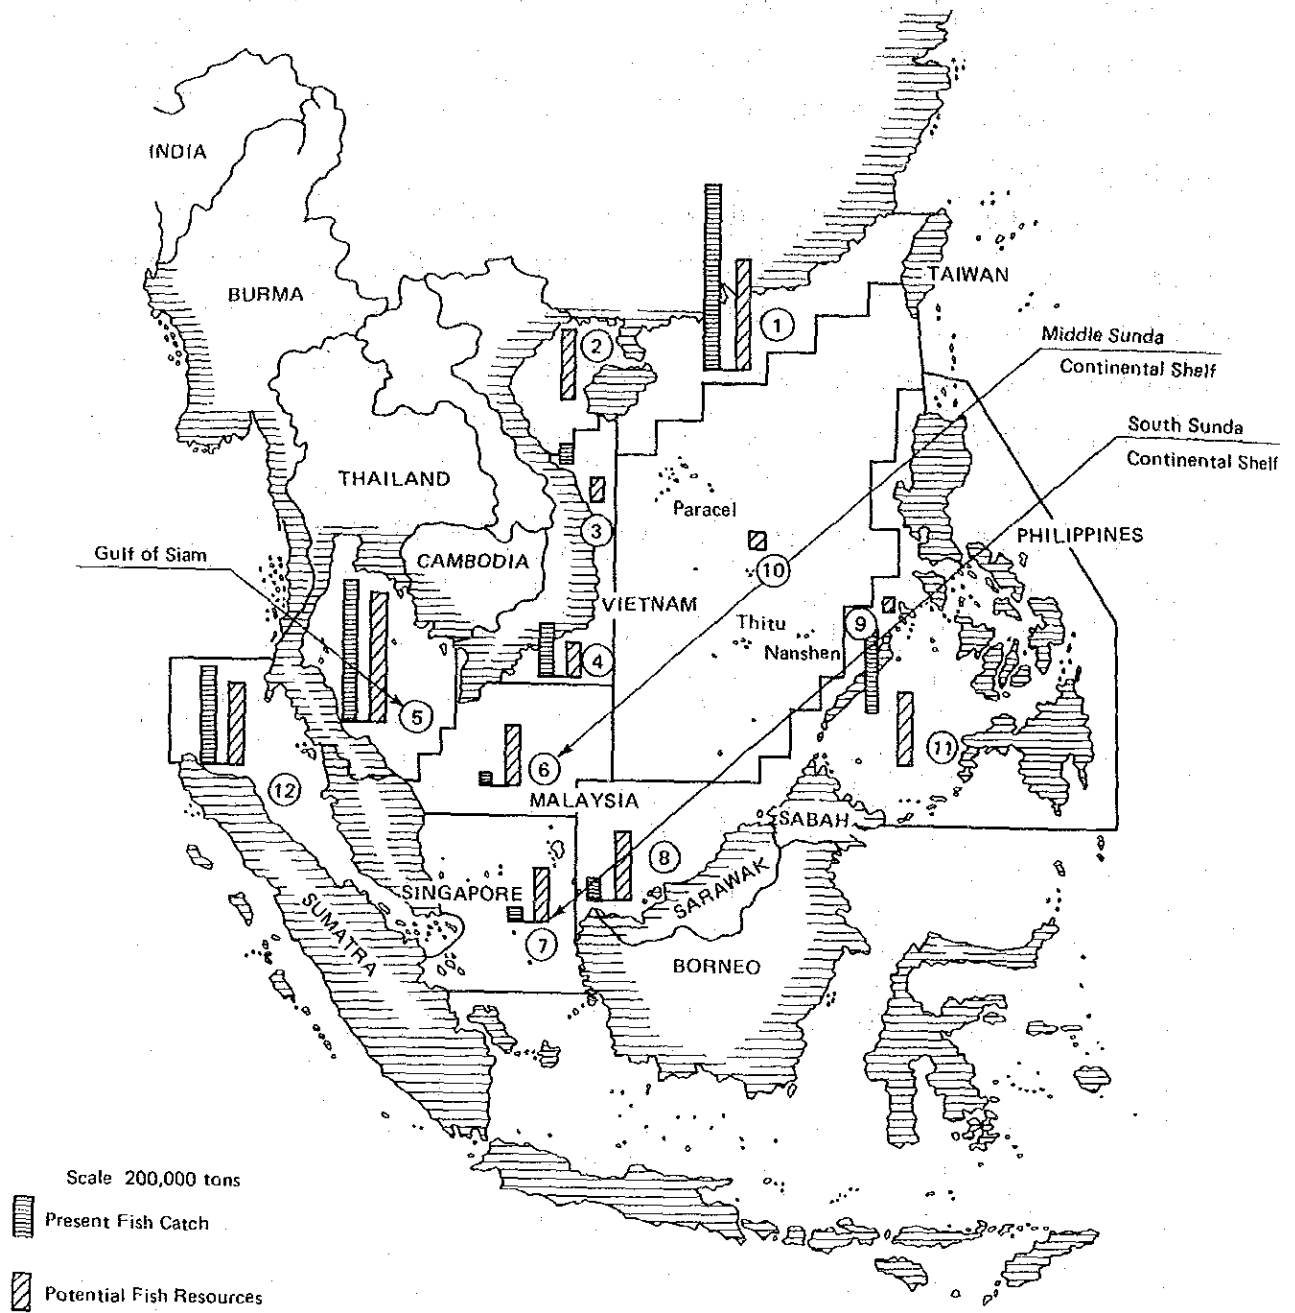 INDIA
TAIWAN
BURMA
1
Middle Sunda
Continental Shelf
2
South Sunda
Continental Shelf
THAILAND
Paracel
3
PHILIPPINES
Gulf of Siam
CAMBODIA
10
VIETNAM
Thitu
Nanshen
9
4
5
11
6
12
MALAYSIA
SABAH
8
SINGAPORE
SARAWAK
SUMATRA
7
BORNEO
Scale 200,000 tons
Present Fish Catch
Potential Fish Resources